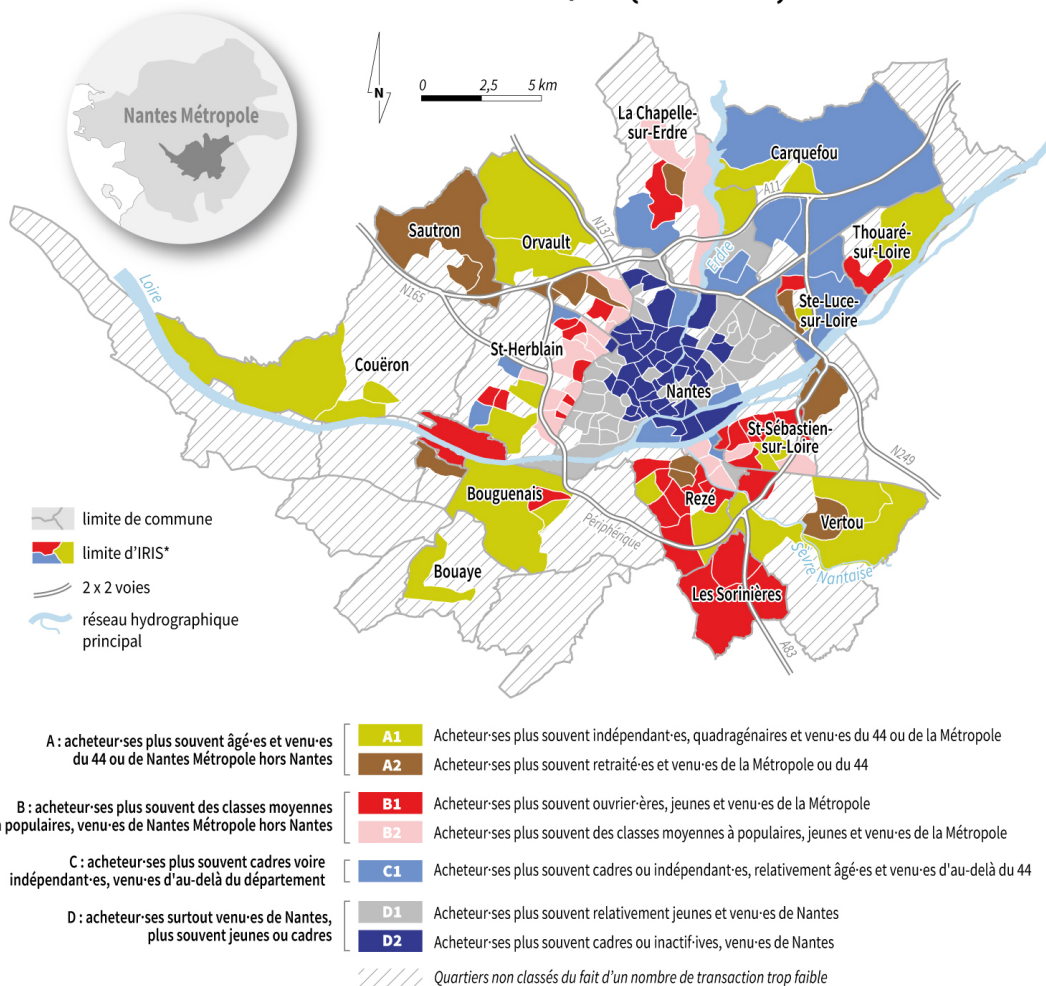 Nantes Métropole
N
0 2,5 5 km
La Chapelle-
sur-Erdre
Carquefou
A11
Sautron
Orvault
N137
Erdre
Thouaré-
sur-Loire
Loire
N165
Ste-Luce-
sur-Loire
St-Herblain
Couëron
Nantes
St-Sébastien-
sur-Loire
N249
Bouguenais
Rezé
Vertou
Périphérique
Sèvre Nantaise
Bouaye
Les Sorinières
A83
limite de commune
limite d'IRIS*
2 x 2 voies
réseau hydrographique
principal
A : acheteur·ses plus souvent âgé·es et venu·es
du 44 ou de Nantes Métropole hors Nantes
A1 Acheteur·ses plus souvent indépendant·es, quadragénaires et venu·es du 44 ou de la Métropole
A2 Acheteur·ses plus souvent retraité·es et venu·es de la Métropole ou du 44
B : acheteur·ses plus souvent des classes moyennes
à populaires, venu·es de Nantes Métropole hors Nantes
B1 Acheteur·ses plus souvent ouvrier·ères, jeunes et venu·es de la Métropole
B2 Acheteur·ses plus souvent des classes moyennes à populaires, jeunes et venu·es de la Métropole
C : acheteur·ses plus souvent cadres voire
indépendant·es, venu·es d'au-delà du département
C1 Acheteur·ses plus souvent cadres ou indépendant·es, relativement âgé·es et venu·es d'au-delà du 44
D : acheteur·ses surtout venu·es de Nantes,
plus souvent jeunes ou cadres
D1 Acheteur·ses plus souvent relativement jeunes et venu·es de Nantes
D2 Acheteur·ses plus souvent cadres ou inactif·ives, venu·es de Nantes
Quartiers non classés du fait d'un nombre de transaction trop faible